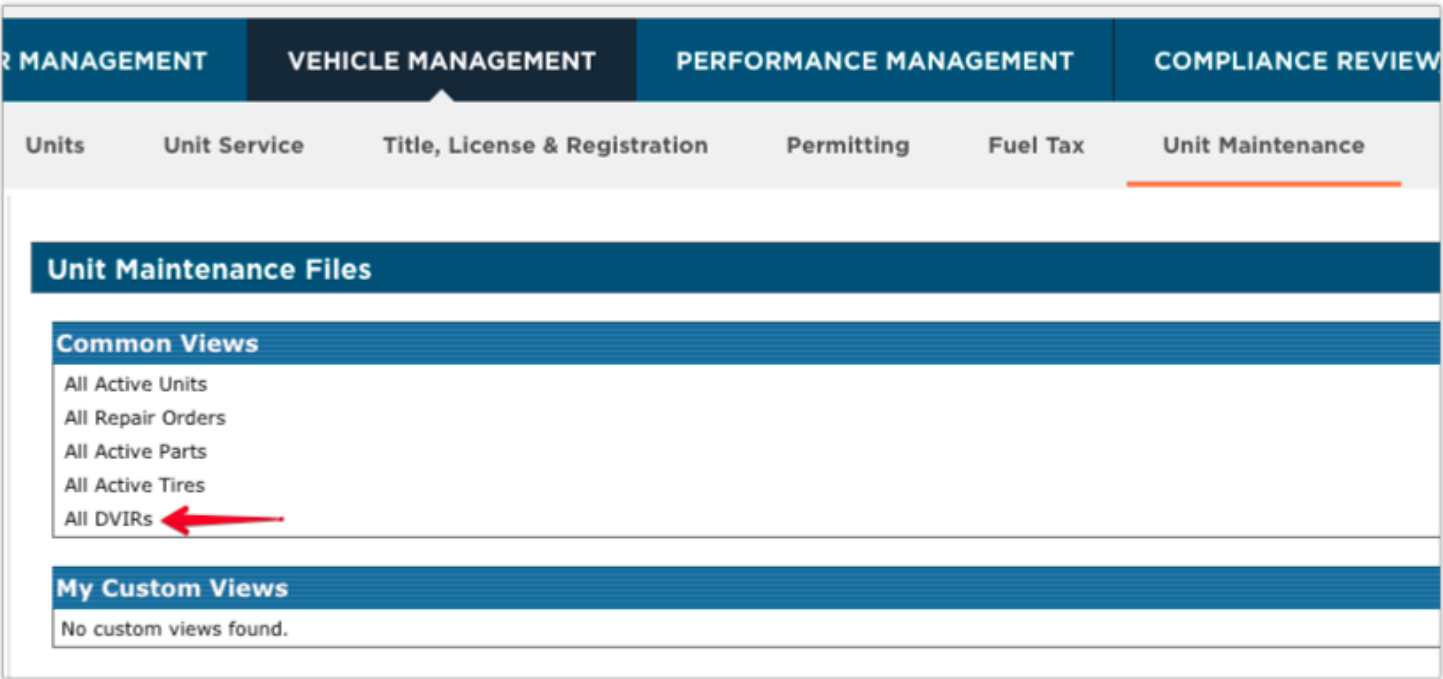 R MANAGEMENT VEHICLE MANAGEMENT PERFORMANCE MANAGEMENT COMPLIANCE REVIEW
Units Unit Service Title, License & Registration Permitting Fuel Tax Unit Maintenance
Unit Maintenance Files
Common Views
All Active Units
All Repair Orders
All Active Parts
All Active Tires
All DVIRs
My Custom Views
No custom views found.